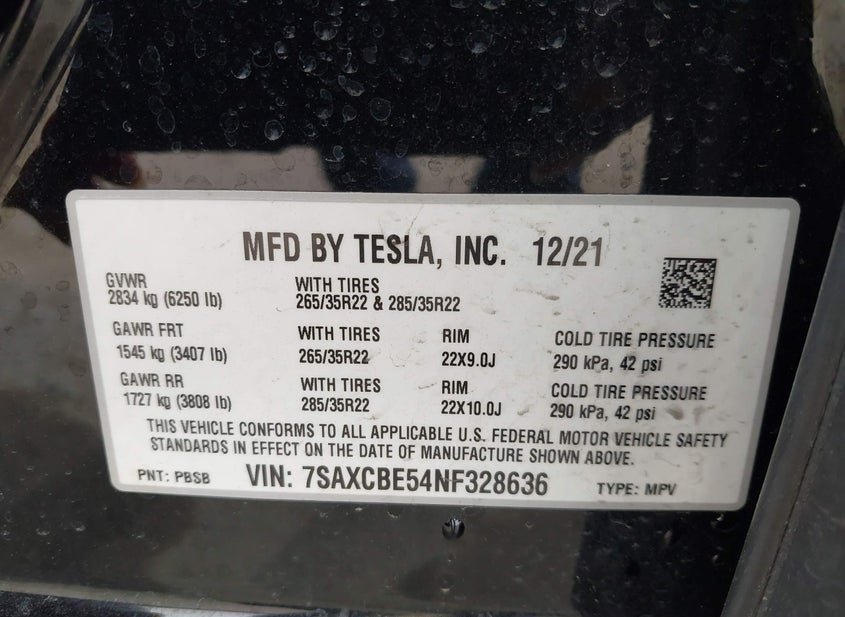 MFD BY TESLA, INC. 12/21
GVWR
2834 kg (6250 lb)
WITH TIRES
265/35R22 & 285/35R22
GAWR FRT
1545 kg (3407 lb)
WITH TIRES
265/35R22
RIM
22X9.0J
COLD TIRE PRESSURE
290 kPa, 42 psi
GAWR RR
1727 kg (3808 lb)
WITH TIRES
285/35R22
RIM
22X10.0J
COLD TIRE PRESSURE
290 kPa, 42 psi
THIS VEHICLE CONFORMS TO ALL APPLICABLE U.S. FEDERAL MOTOR VEHICLE SAFETY
STANDARDS IN EFFECT ON THE DATE OF MANUFACTURE SHOWN ABOVE.
PNT: PBSB VIN: 7SAXCBE54NF328636 TYPE: MPV